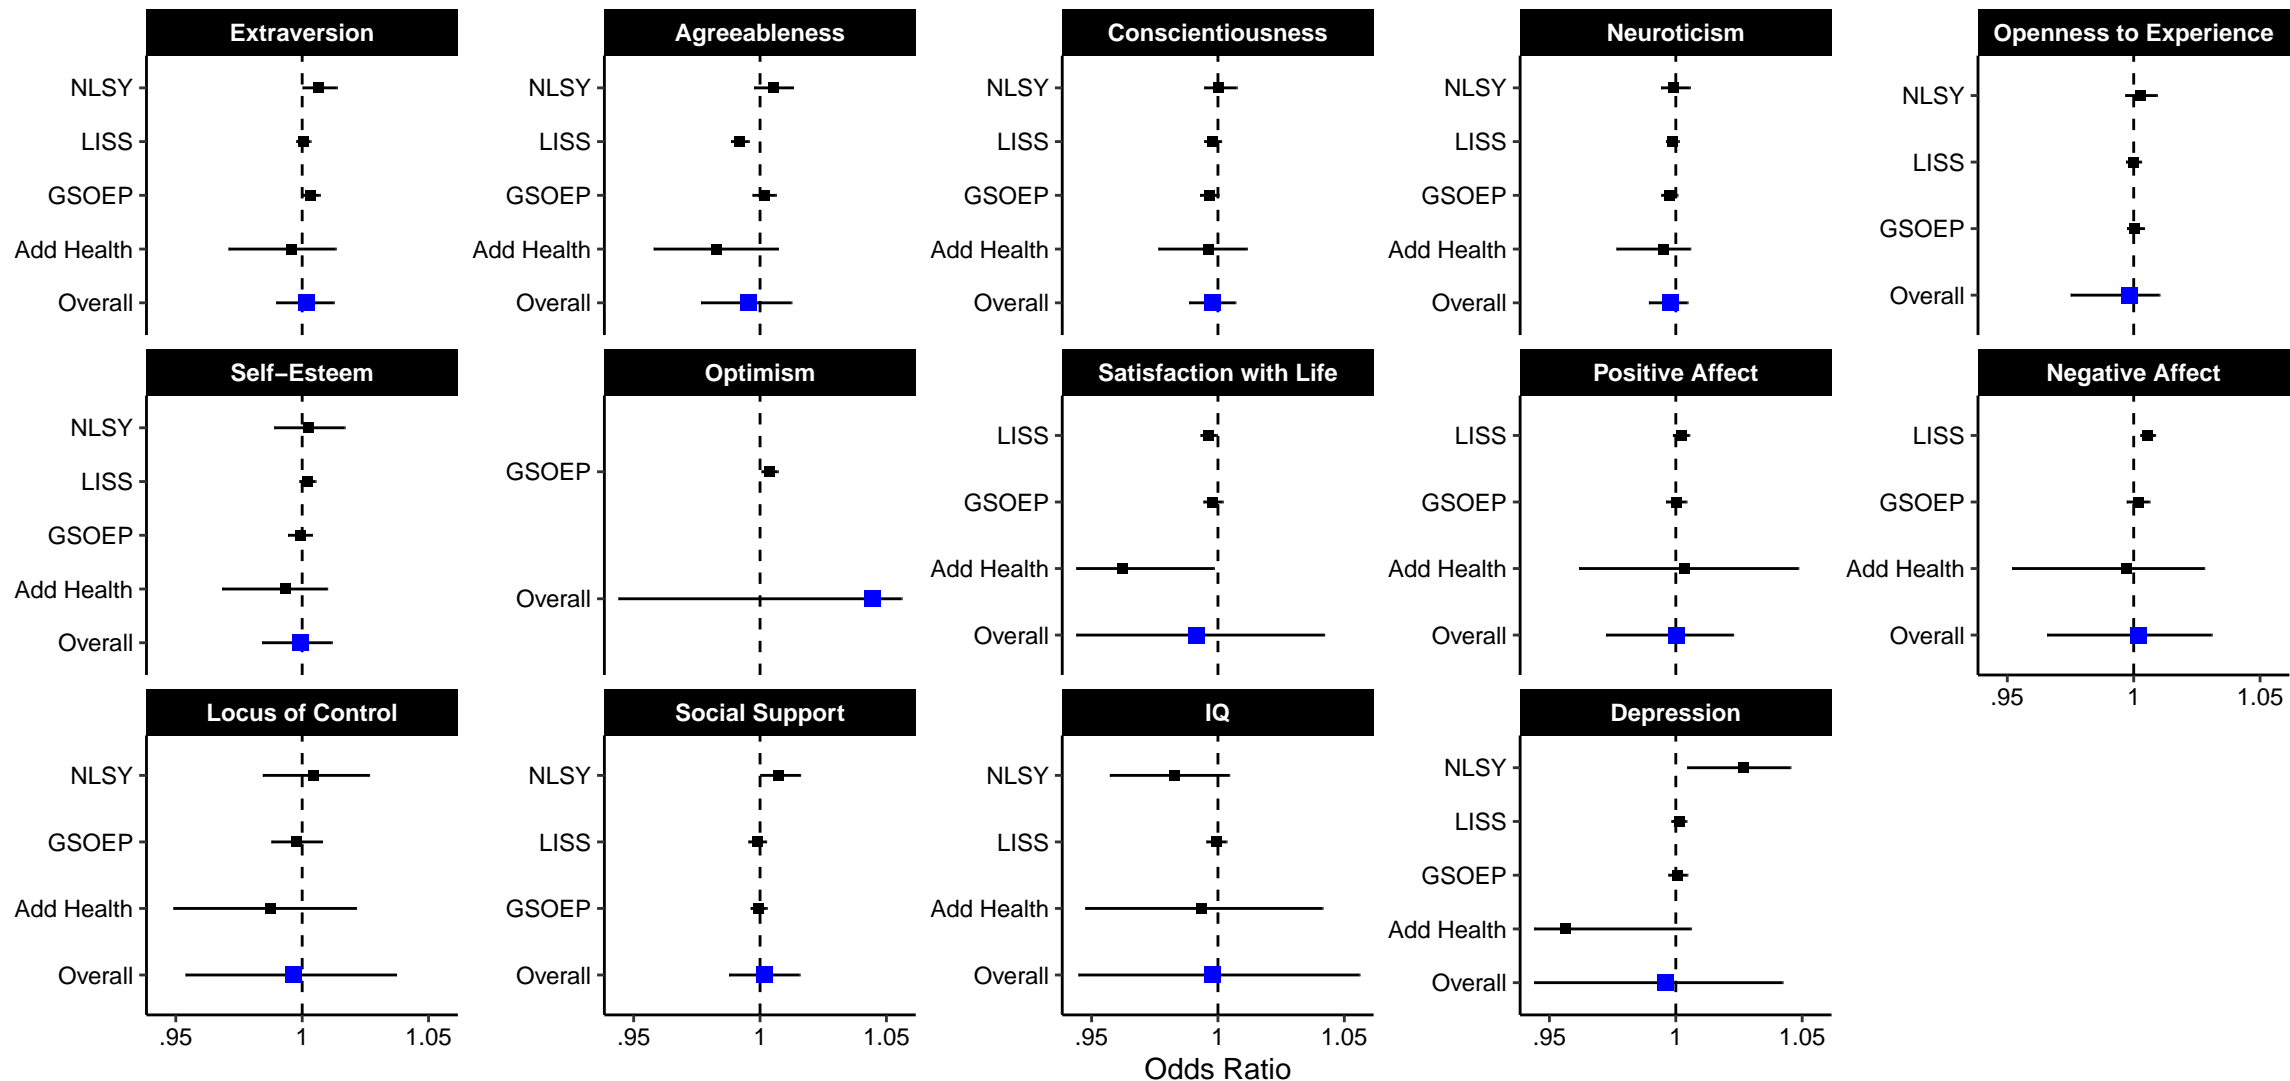 Extraversion
NLSY
LISS
GSOEP
Add Health
Overall
Agreeableness
NLSY
LISS
GSOEP
Add Health
Overall
Conscientiousness
NLSY
LISS
GSOEP
Add Health
Overall
Neuroticism
NLSY
LISS
GSOEP
Add Health
Overall
Openness to Experience
NLSY
LISS
GSOEP
Overall
Self−Esteem
NLSY
LISS
GSOEP
Add Health
Overall
Optimism
GSOEP
Overall
Satisfaction with Life
LISS
GSOEP
Add Health
Overall
Positive Affect
LISS
GSOEP
Add Health
Overall
Negative Affect
LISS
GSOEP
Add Health
Overall
.95 1 1.05
Locus of Control
NLSY
GSOEP
Add Health
Overall
.95 1 1.05
Social Support
NLSY
LISS
GSOEP
Overall
.95 1 1.05
IQ
NLSY
LISS
Add Health
Overall
.95 1 1.05
Depression
NLSY
LISS
GSOEP
Add Health
Overall
.95 1 1.05
Odds Ratio